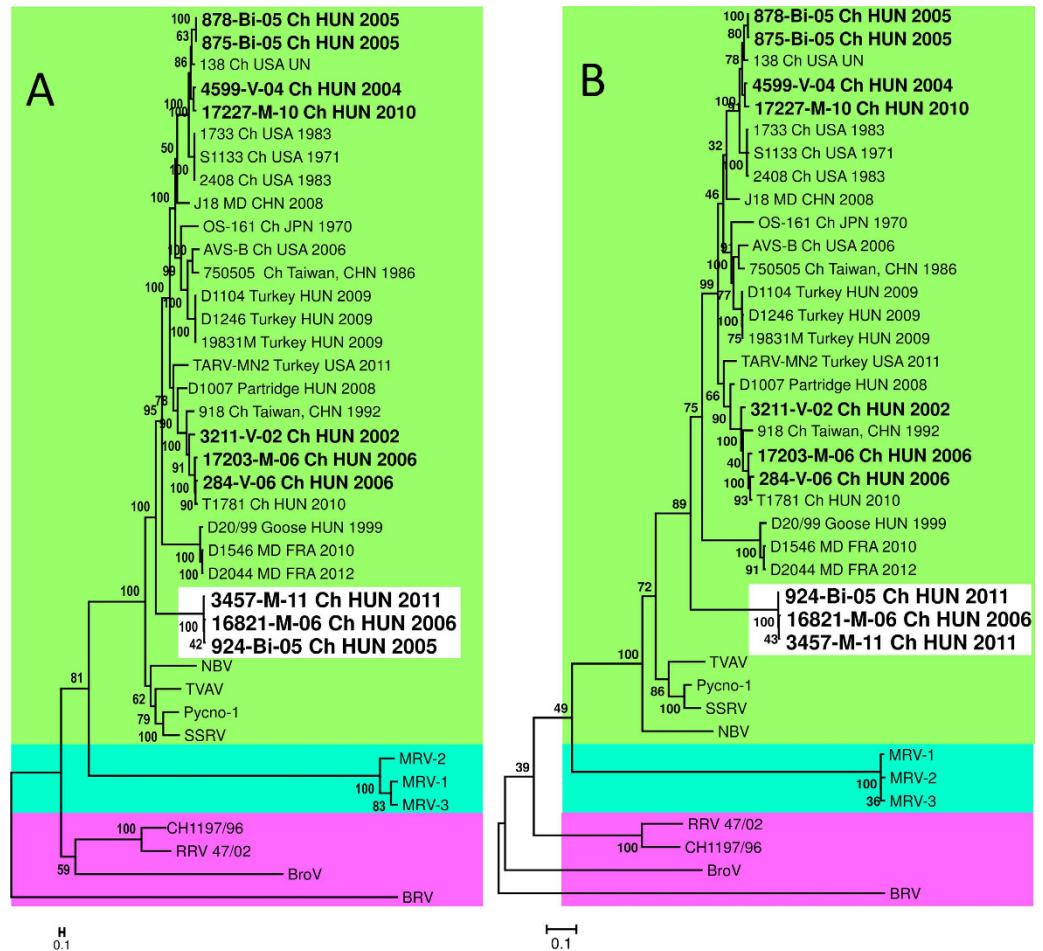 A
878-Bi-05 Ch HUN 2005
875-Bi-05 Ch HUN 2005
138 Ch USA UN
4599-V-04 Ch HUN 2004
17227-M-10 Ch HUN 2010
1733 Ch USA 1983
S1133 Ch USA 1971
2408 Ch USA 1983
J18 MD CHN 2008
OS-161 Ch JPN 1970
AVS-B Ch USA 2006
750505 Ch Taiwan, CHN 1986
D1104 Turkey HUN 2009
D1246 Turkey HUN 2009
19831M Turkey HUN 2009
TARV-MN2 Turkey USA 2011
D1007 Partridge HUN 2008
918 Ch Taiwan, CHN 1992
3211-V-02 Ch HUN 2002
17203-M-06 Ch HUN 2006
284-V-06 Ch HUN 2006
T1781 Ch HUN 2010
D20/99 Goose HUN 1999
D1546 MD FRA 2010
D2044 MD FRA 2012
3457-M-11 Ch HUN 2011
16821-M-06 Ch HUN 2006
924-Bi-05 Ch HUN 2005
NBV
TVAV
Pycno-1
SSRV
MRV-2
MRV-1
MRV-3
CH1197/96
RRV 47/02
BroV
BRV
100
63
86
100
100
50
100
100
100
99
100
100
100
78
95
90
100
91
100
90
100
100
100
100
100
42
81
62
79
100
100
83
100
59
0.1
B
878-Bi-05 Ch HUN 2005
875-Bi-05 Ch HUN 2005
138 Ch USA UN
4599-V-04 Ch HUN 2004
17227-M-10 Ch HUN 2010
1733 Ch USA 1983
S1133 Ch USA 1971
2408 Ch USA 1983
J18 MD CHN 2008
OS-161 Ch JPN 1970
AVS-B Ch USA 2006
750505 Ch Taiwan, CHN 1986
D1104 Turkey HUN 2009
D1246 Turkey HUN 2009
19831M Turkey HUN 2009
TARV-MN2 Turkey USA 2011
D1007 Partridge HUN 2008
3211-V-02 Ch HUN 2002
918 Ch Taiwan, CHN 1992
17203-M-06 Ch HUN 2006
284-V-06 Ch HUN 2006
T1781 Ch HUN 2010
D20/99 Goose HUN 1999
D1546 MD FRA 2010
D2044 MD FRA 2012
924-Bi-05 Ch HUN 2011
16821-M-06 Ch HUN 2006
3457-M-11 Ch HUN 2011
TVAV
Pycno-1
SSRV
NBV
MRV-1
MRV-2
MRV-3
RRV 47/02
CH1197/96
BroV
BRV
100
80
78
100
32
100
46
100
99
77
100
75
66
90
75
100
40
100
93
89
100
91
72
100
43
100
86
100
49
100
36
39
100
0.1